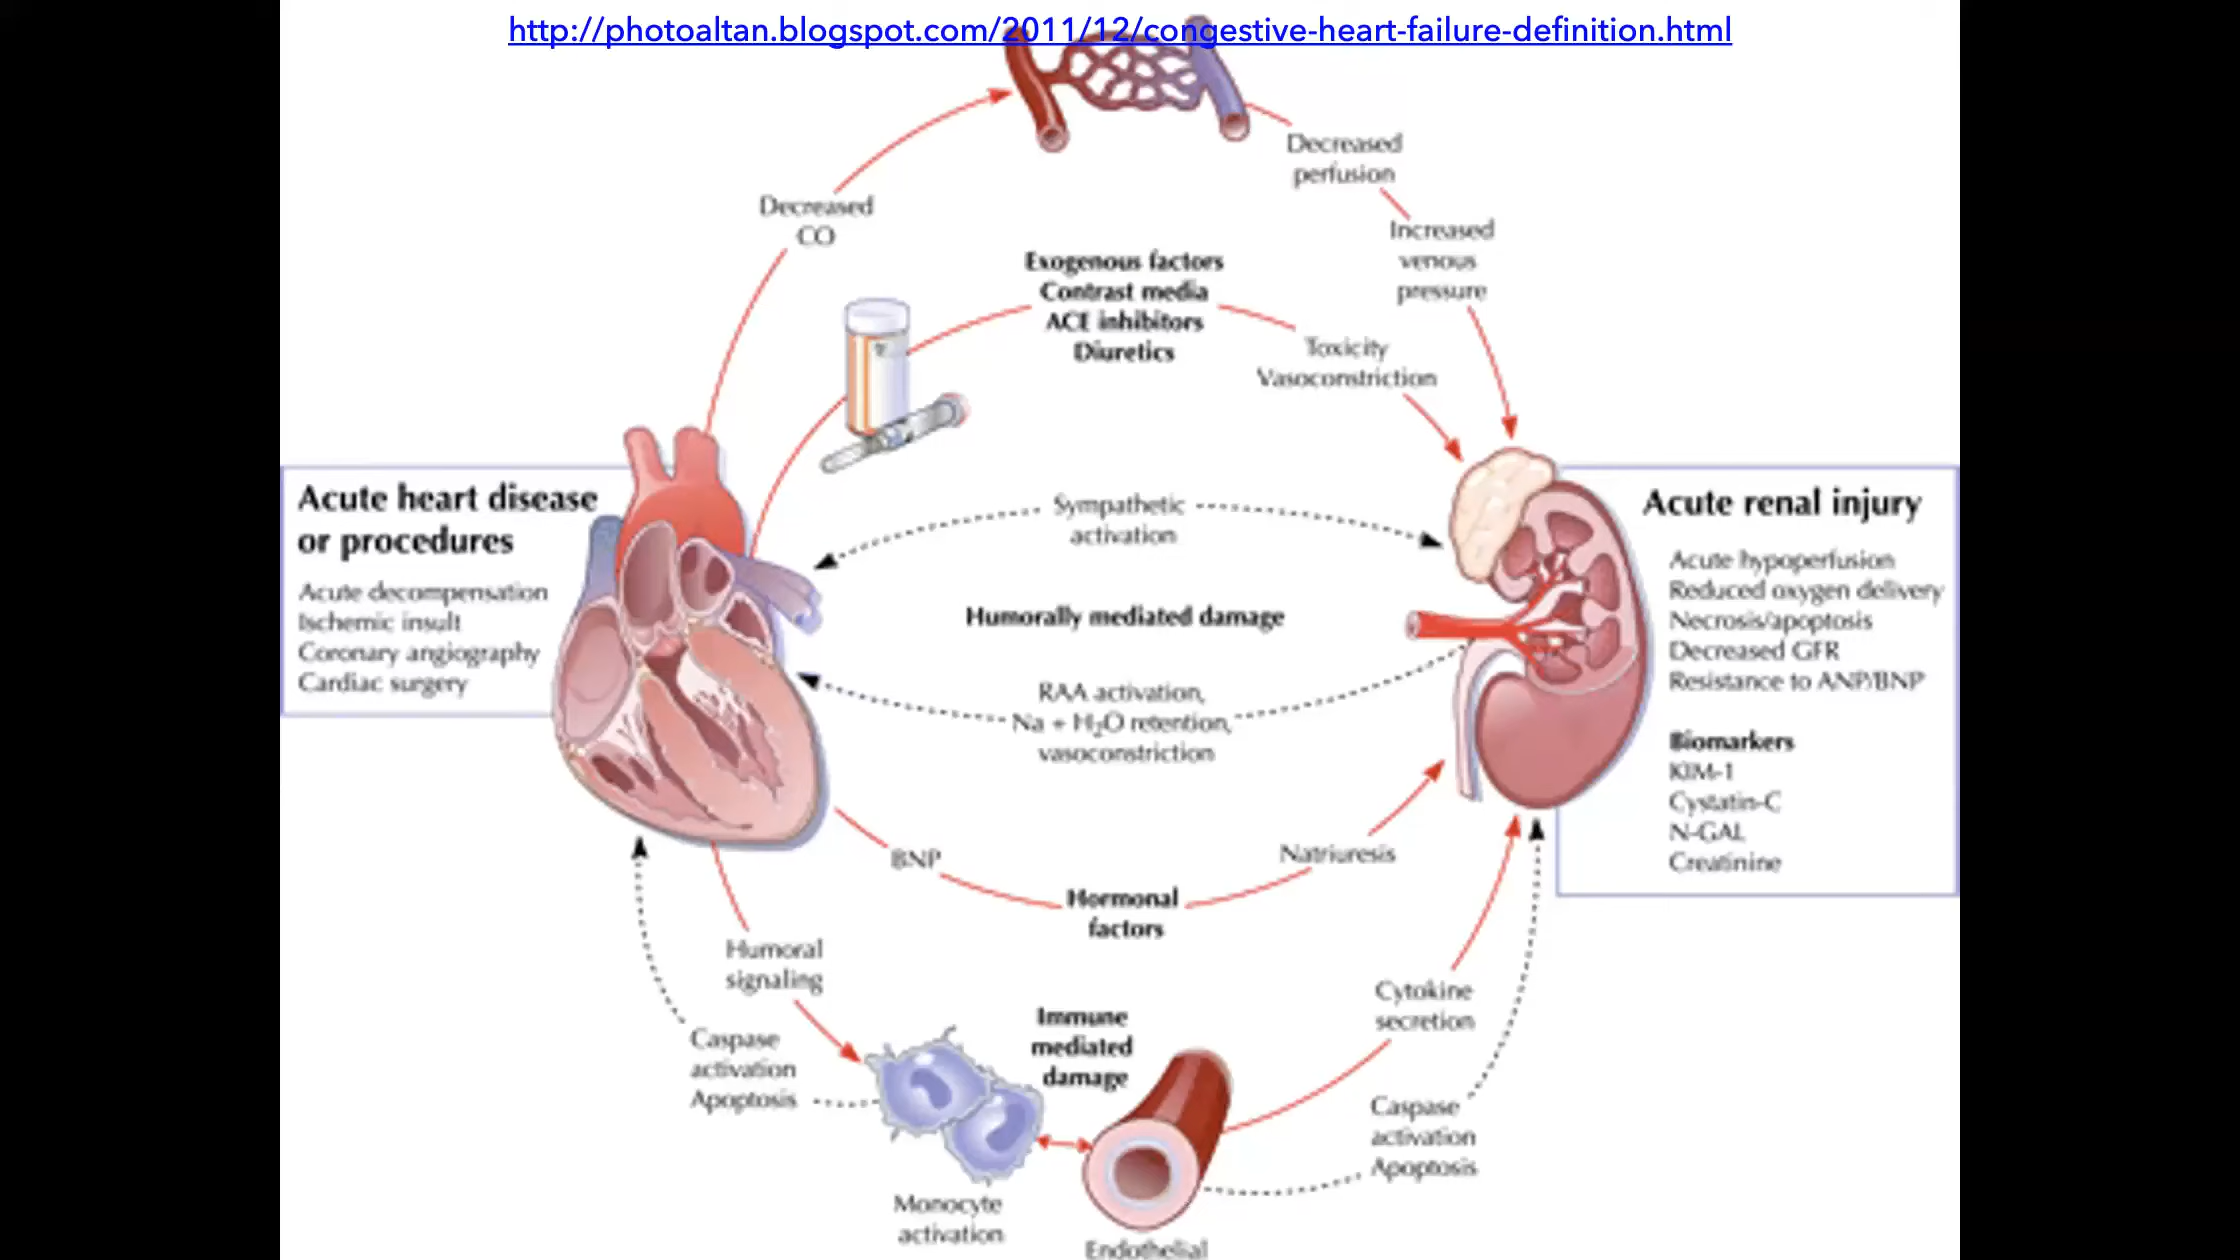 http://photoaltan.blogspot.com/2011/12/congestive-heart-failure-definition.html
Decreased
perfusion
Decreased
CO
Increased
venous
pressure
Exogenous factors
Contrast media
ACE inhibitors
Diuretics
Toxicity
Vasoconstriction
Acute heart disease
or procedures
Acute decompensation
Ischemic insult
Coronary angiography
Cardiac surgery
Sympathetic
activation
Humorally mediated damage
RAA activation,
Na + H₂O retention,
vasoconstriction
Acute renal injury
Acute hypoperfusion
Reduced oxygen delivery
Necrosis/apoptosis
Decreased GFR
Resistance to ANP/BNP
Biomarkers
KIM-1
Cystatin-C
N-GAL
Creatinine
BNP
Natriuresis
Hormonal
factors
Humoral
signaling
Cytokine
secretion
Immune
mediated
damage
Caspase
activation
Apoptosis
Caspase
activation
Apoptosis
Monocyte
activation
Endothelial